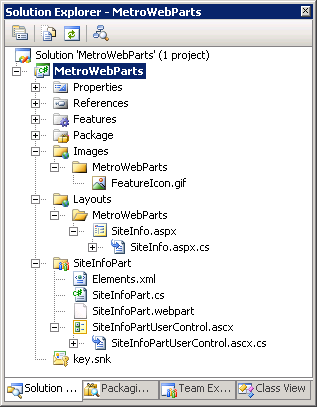 Solution Explorer - MetroWebParts
Solution 'MetroWebParts' (1 project)
MetroWebParts
Properties
References
Features
Package
Images
MetroWebParts
FeatureIcon.gif
Layouts
MetroWebParts
SiteInfo.aspx
SiteInfo.aspx.cs
SiteInfoPart
Elements.xml
SiteInfoPart.cs
SiteInfoPart.webpart
SiteInfoPartUserControl.ascx
SiteInfoPartUserControl.ascx.cs
key.snk
Solution ... Packagi... Team Ex... Class View